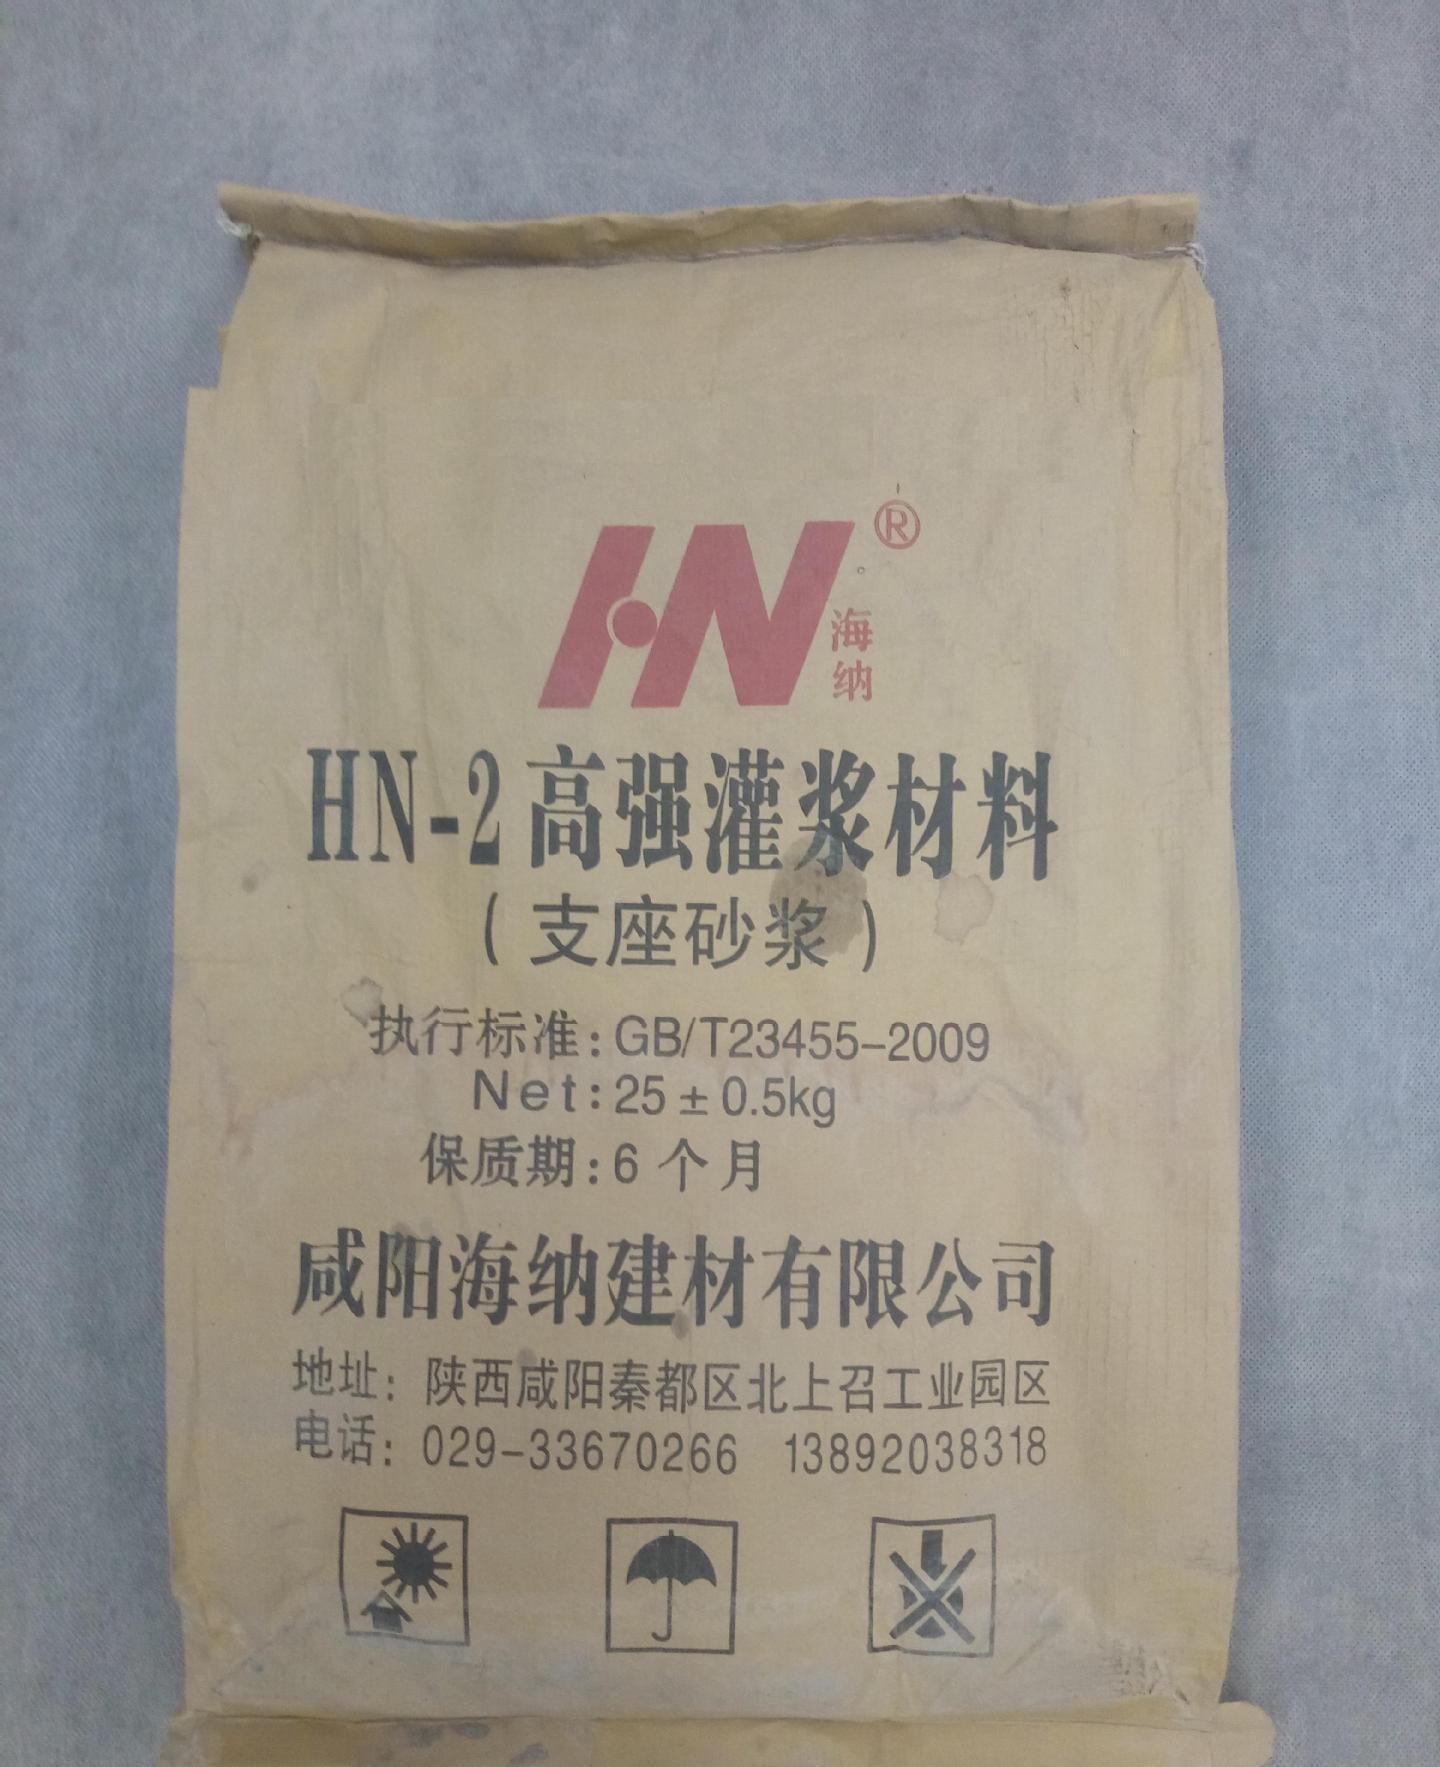 HN®
海纳
HN-2高强灌浆材料
(支座砂浆)
执行标准:GB/T23455-2009
Net:25±0.5kg
保质期:6个月
咸阳海纳建材有限公司
地址:陕西咸阳秦都区北上召工业园区
电话:029-33670266 13892038318